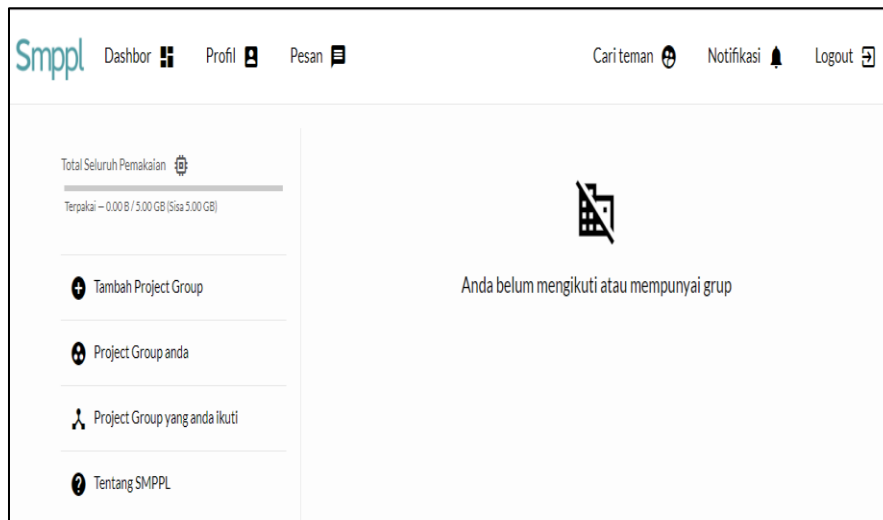 Smppl Dashbor Profil Pesan Cari teman Notifikasi Logout
Total Seluruh Pemakaian
Terpakai – 0.00 B / 5.00 GB (Sisa 5.00 GB)
Tambah Project Group
Project Group anda
Project Group yang anda ikuti
Tentang SMPPL
Anda belum mengikuti atau mempunyai grup